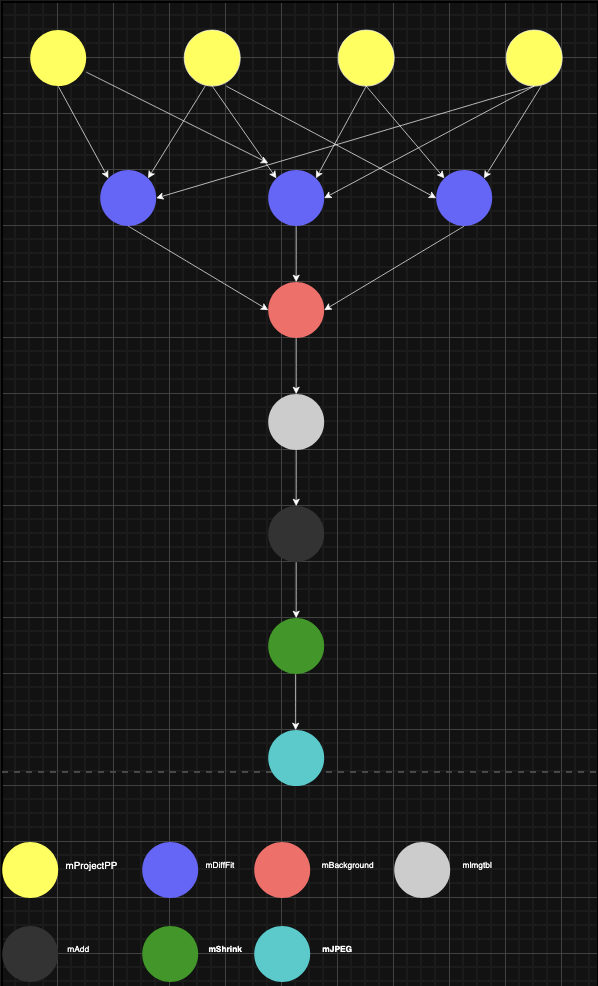 mProjectPP
mDiffFit
mBackground
mImgtbl
mAdd
mShrink
mJPEG